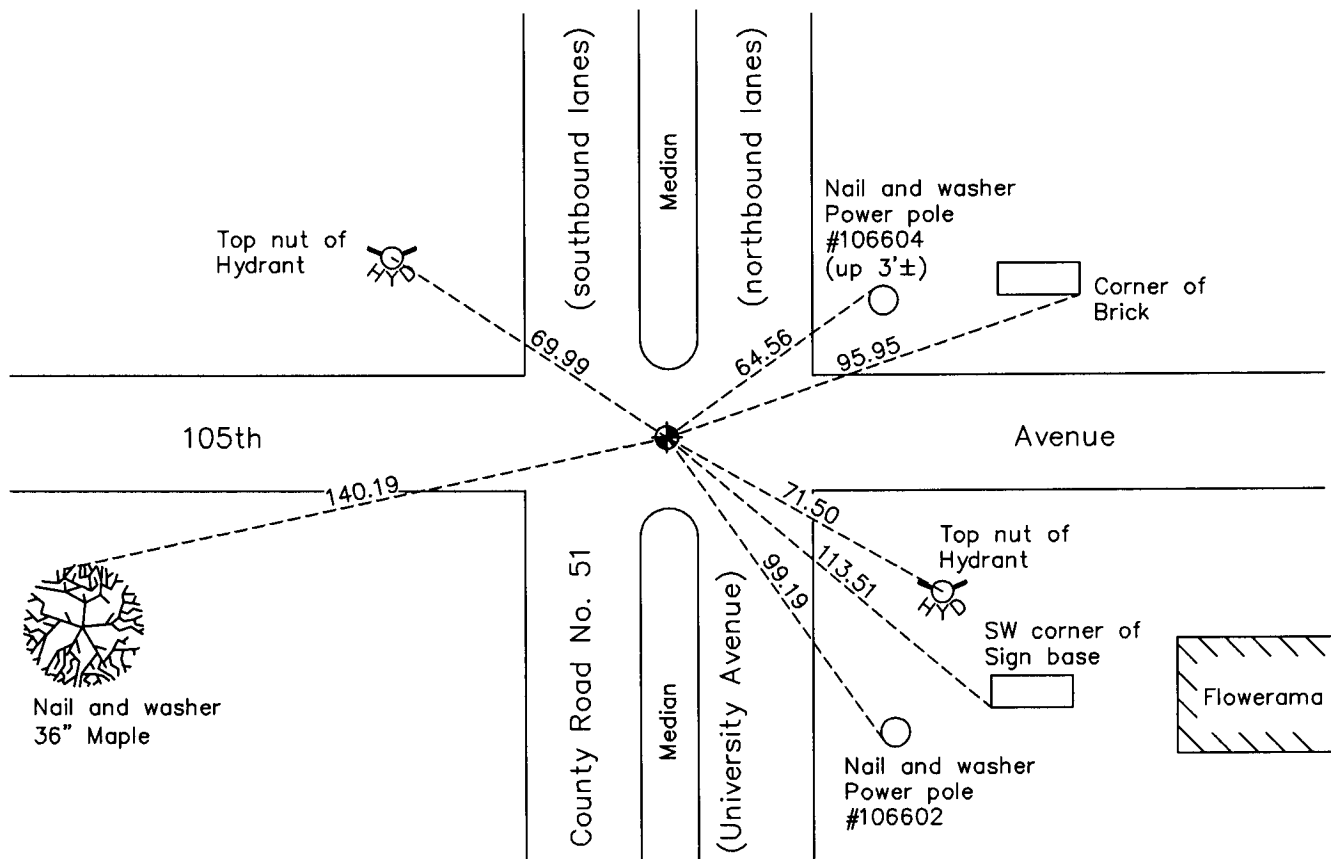 (southbound lanes)
Median
(northbound lanes)
Nail and washer
Power pole
#106604
(up 3'±)
Top nut of
Hydrant
HYD
Corner of
Brick
69.99
64.56
95.95
105th
Avenue
140.19
71.50
113.51
99.19
Top nut of
Hydrant
HYD
SW corner of
Sign base
Flowerama
Nail and washer
36" Maple
County Road No. 51
Median
(University Avenue)
Nail and washer
Power pole
#106602